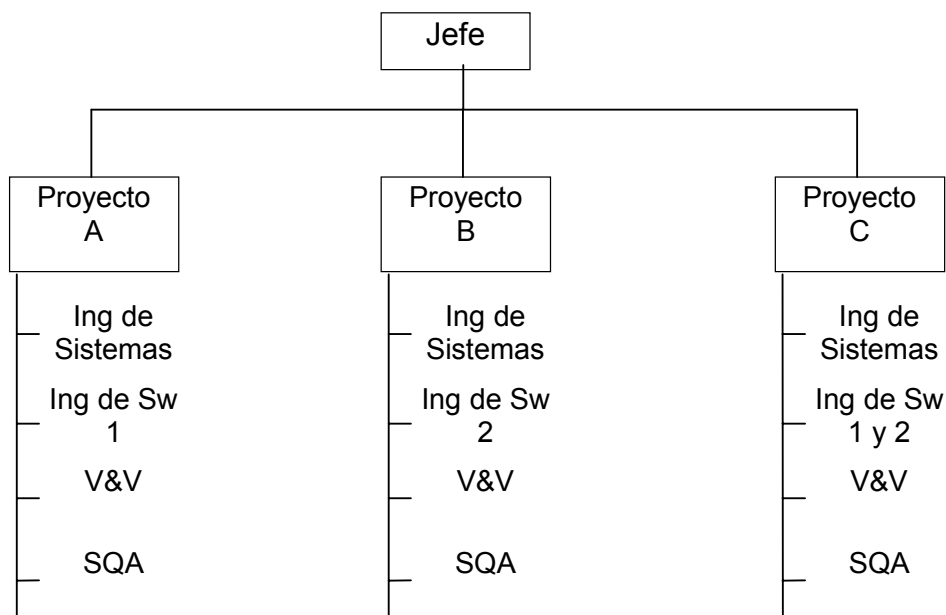 Jefe
Proyecto
A
Ing de
Sistemas
Ing de Sw
1
V&V
SQA
Proyecto
B
Ing de
Sistemas
Ing de Sw
2
V&V
SQA
Proyecto
C
Ing de
Sistemas
Ing de Sw
1 y 2
V&V
SQA